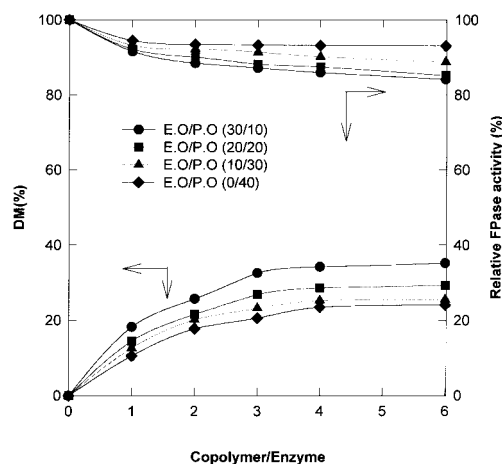 100
80
60
40
20
0
DM(%)
100
80
60
40
20
0
Relative FPase activity (%)
E.O/P.O (30/10)
E.O/P.O (20/20)
E.O/P.O (10/30)
E.O/P.O (0/40)
0 1 2 3 4 5 6
Copolymer/Enzyme